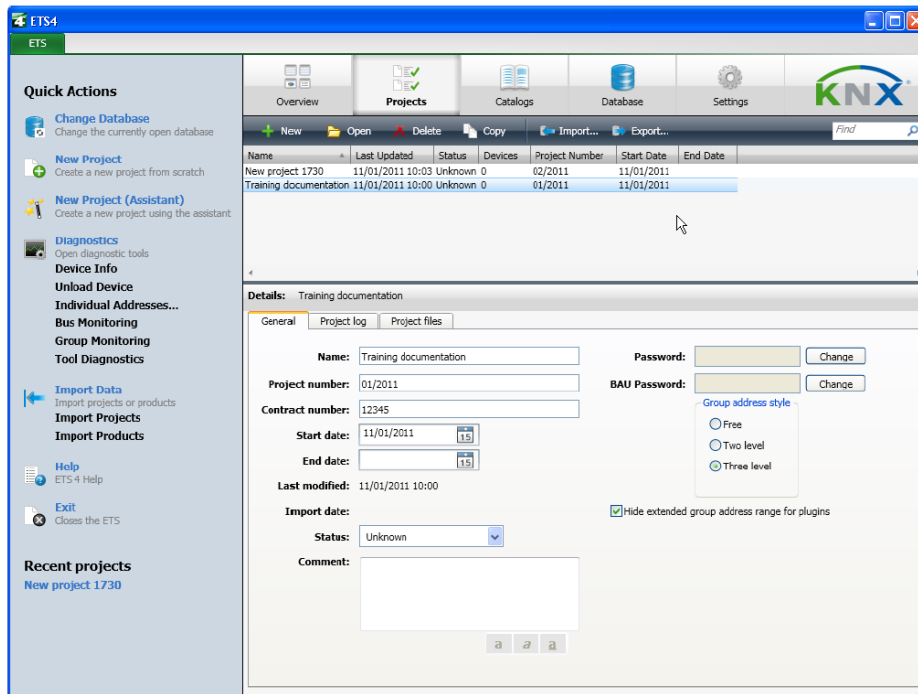 ETS4
ETS
Quick Actions
Change Database
Change the currently open database
New Project
Create a new project from scratch
New Project (Assistant)
Create a new project using the assistant
Diagnostics
Open diagnostic tools
Device Info
Unload Device
Individual Addresses...
Bus Monitoring
Group Monitoring
Tool Diagnostics
Import Data
Import projects or products
Import Projects
Import Products
Help
ETS 4 Help
Exit
Closes the ETS
Recent projects
New project 1730
Overview Projects Catalogs Database Settings KNX
New Open Delete Copy Import... Export... Find
Name Last Updated Status Devices Project Number Start Date End Date
New project 1730 11/01/2011 10:03 Unknown 0 02/2011 11/01/2011
Training documentation 11/01/2011 10:00 Unknown 0 01/2011 11/01/2011
Details: Training documentation
General Project log Project files
Name: Training documentation Password: Change
Project number: 01/2011 BAU Password: Change
Contract number: 12345 Group address style
Start date: 11/01/2011 15 Free
End date: 15 Two level
Last modified: 11/01/2011 10:00 Three level
Import date: Hide extended group address range for plugins
Status: Unknown
Comment:
a a a